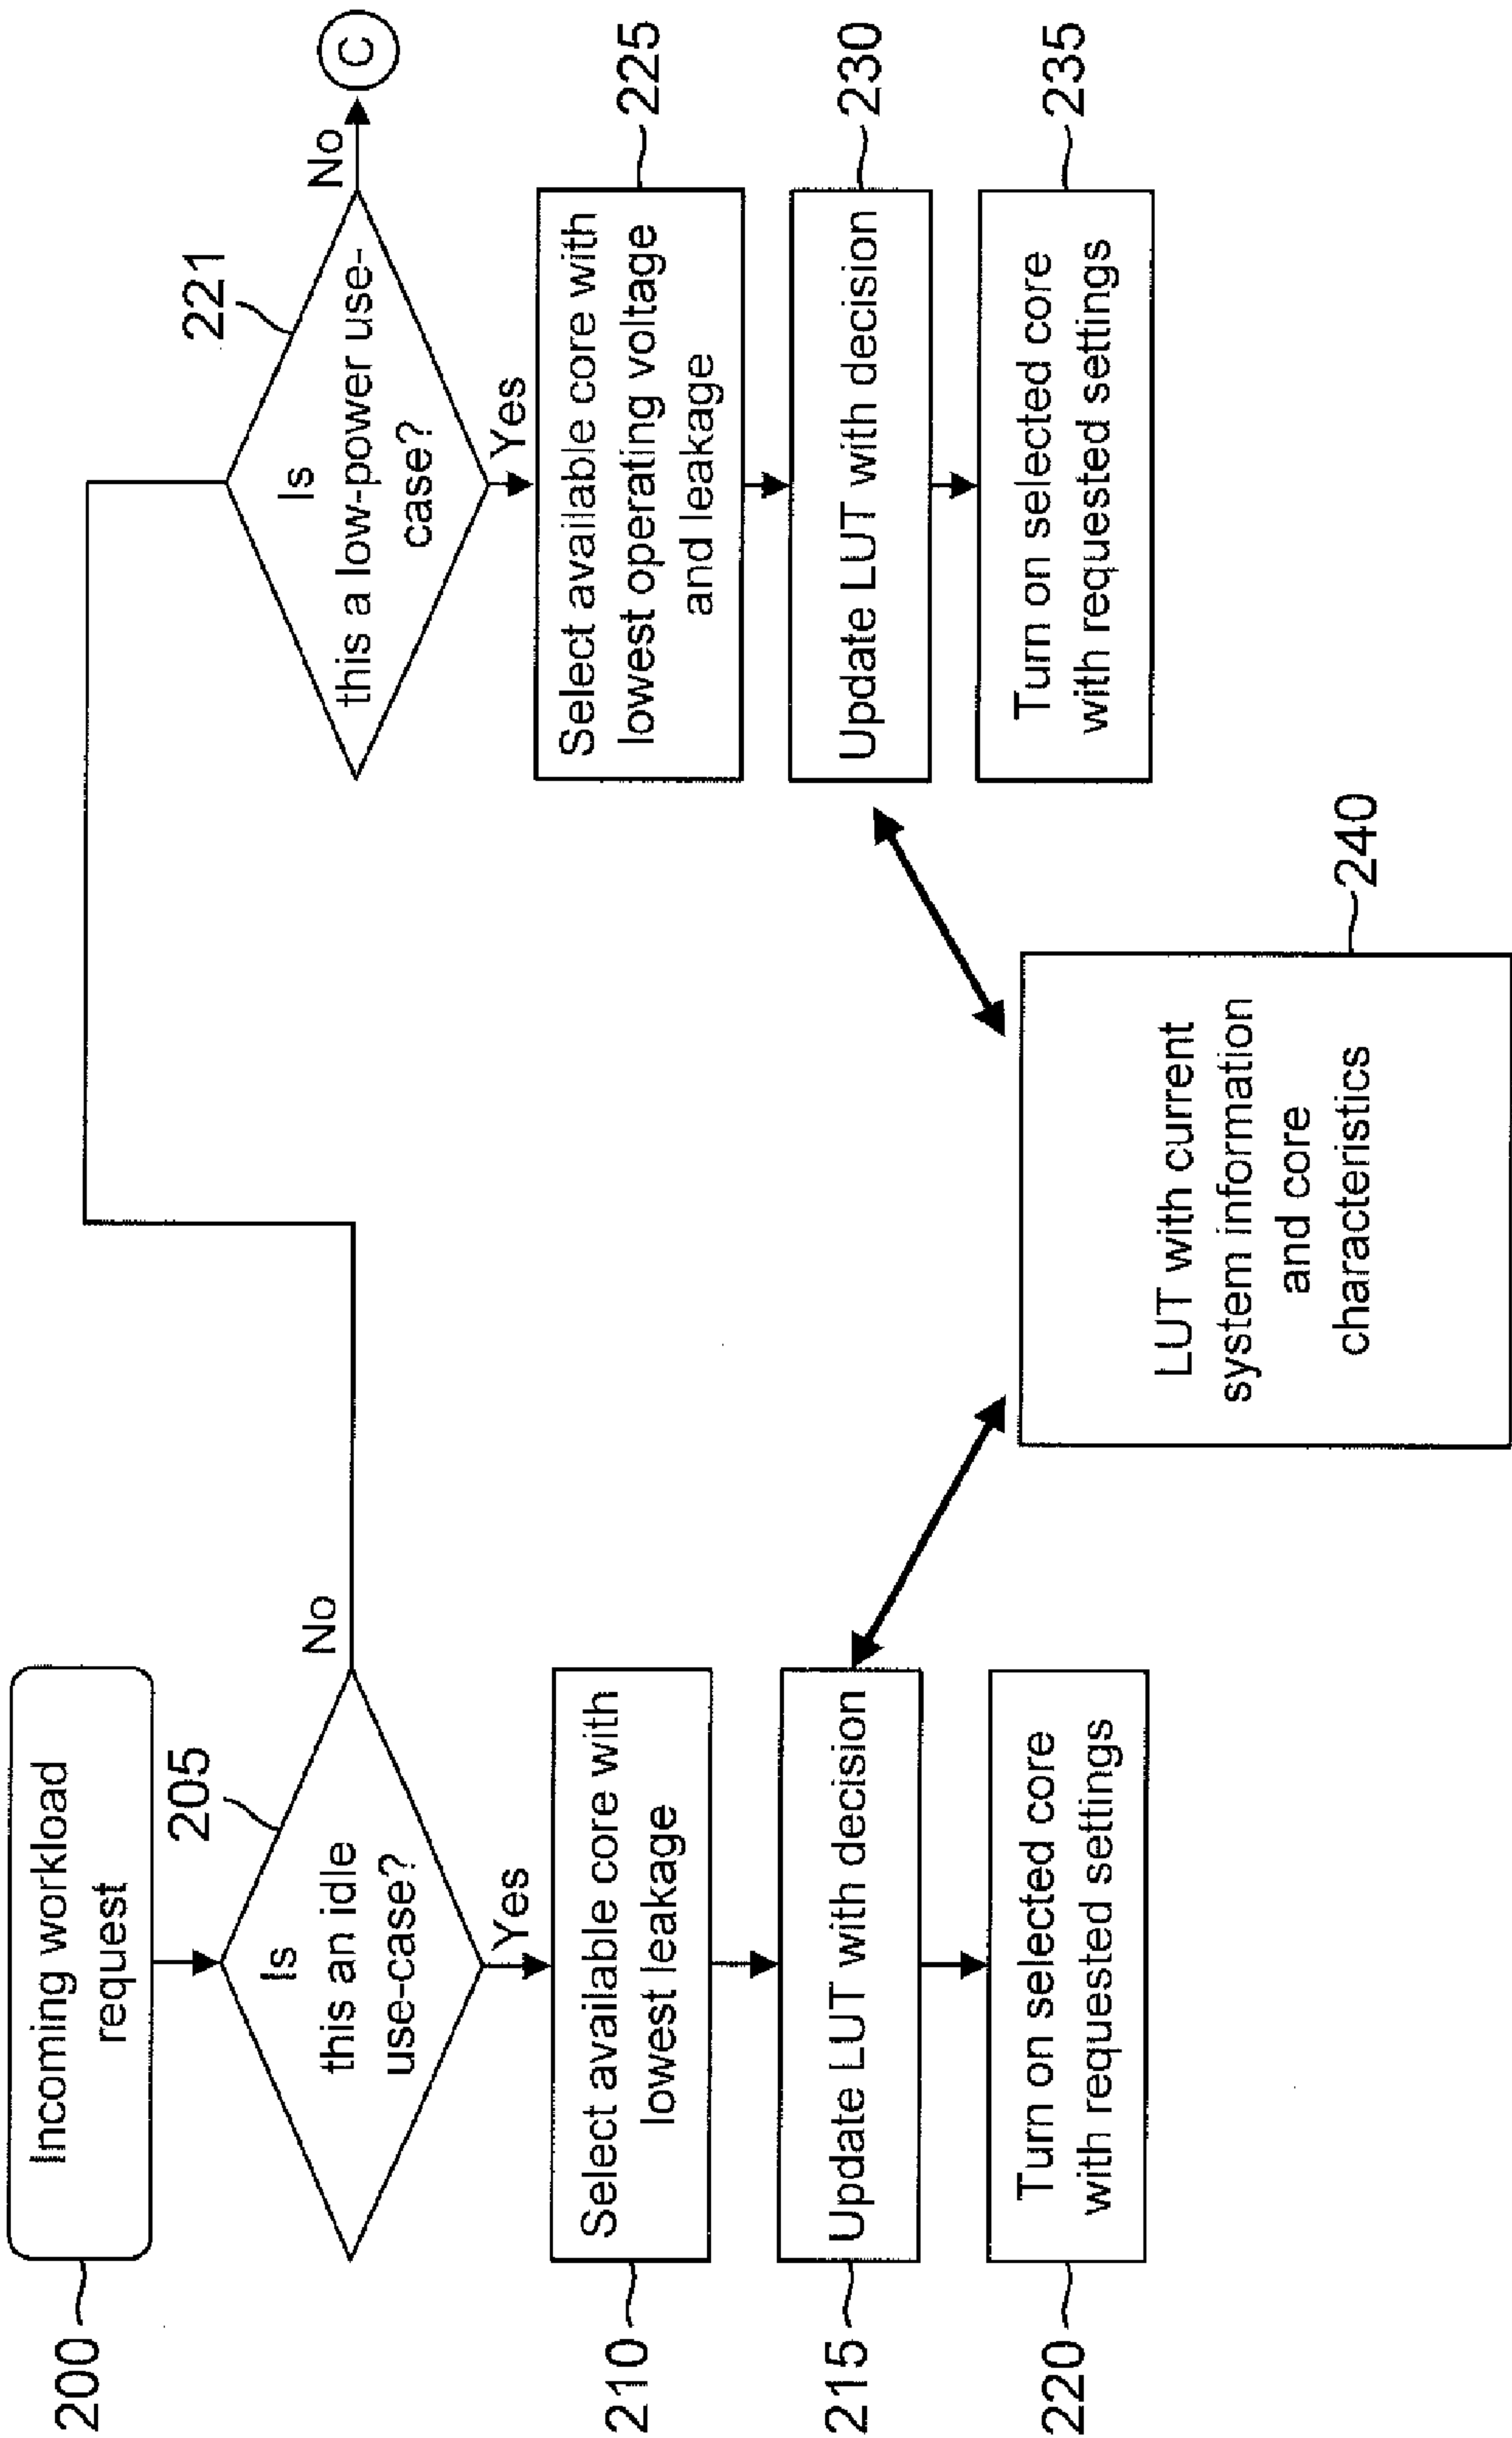 200
Incoming workload
request
205
Is
this an idle
use-case?
No
Yes
210
Select available core with
lowest leakage
215
Update LUT with decision
220
Turn on selected core
with requested settings
221
Is
this a low-power use-
case?
No
C
Yes
225
Select available core with
lowest operating voltage
and leakage
230
Update LUT with decision
235
Turn on selected core
with requested settings
240
LUT with current
system information
and core
characteristics